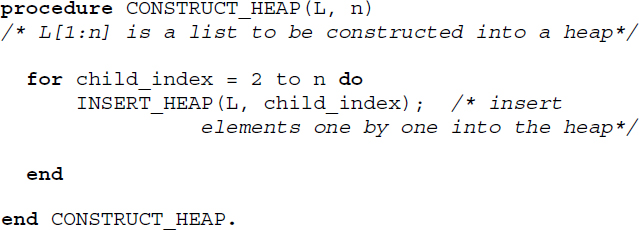 procedure CONSTRUCT_HEAP(L, n)
/* L[1:n] is a list to be constructed into a heap*/
for child_index = 2 to n do
INSERT_HEAP(L, child_index); /* insert
elements one by one into the heap*/
end
end CONSTRUCT_HEAP.